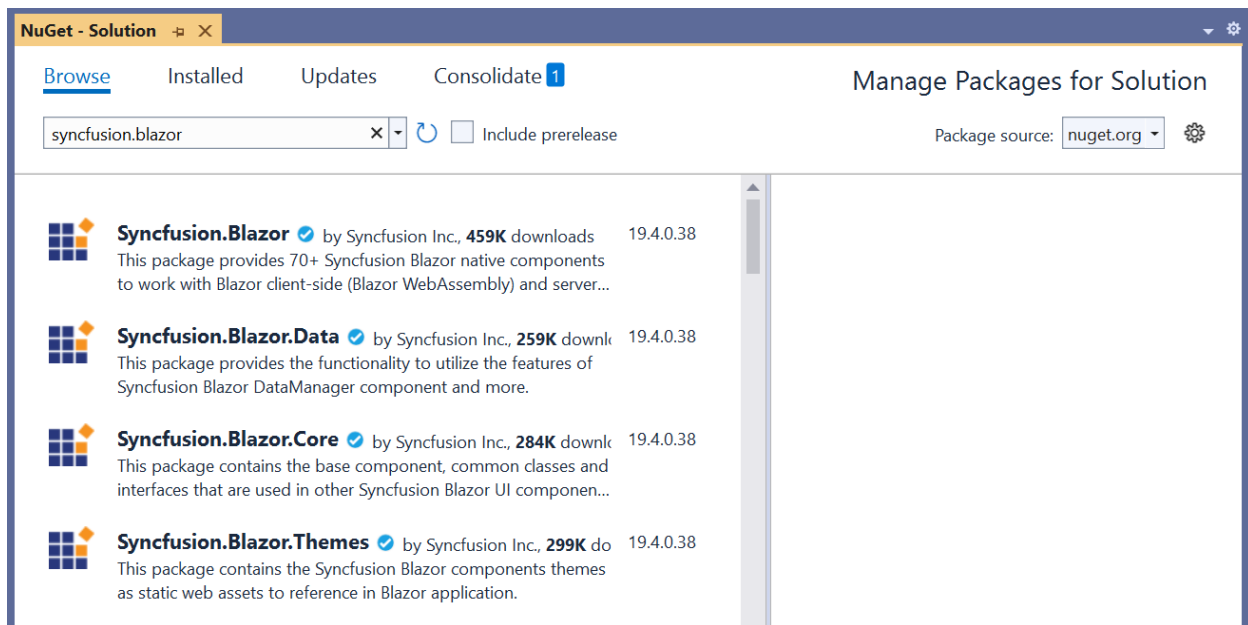 NuGet - Solution
Browse Installed Updates Consolidate 1
Manage Packages for Solution
syncfusion.blazor
Include prerelease
Package source: nuget.org
Syncfusion.Blazor by Syncfusion Inc., 459K downloads 19.4.0.38
This package provides 70+ Syncfusion Blazor native components
to work with Blazor client-side (Blazor WebAssembly) and server...
Syncfusion.Blazor.Data by Syncfusion Inc., 259K downl 19.4.0.38
This package provides the functionality to utilize the features of
Syncfusion Blazor DataManager component and more.
Syncfusion.Blazor.Core by Syncfusion Inc., 284K downl 19.4.0.38
This package contains the base component, common classes and
interfaces that are used in other Syncfusion Blazor UI componen...
Syncfusion.Blazor.Themes by Syncfusion Inc., 299K do 19.4.0.38
This package contains the Syncfusion Blazor components themes
as static web assets to reference in Blazor application.